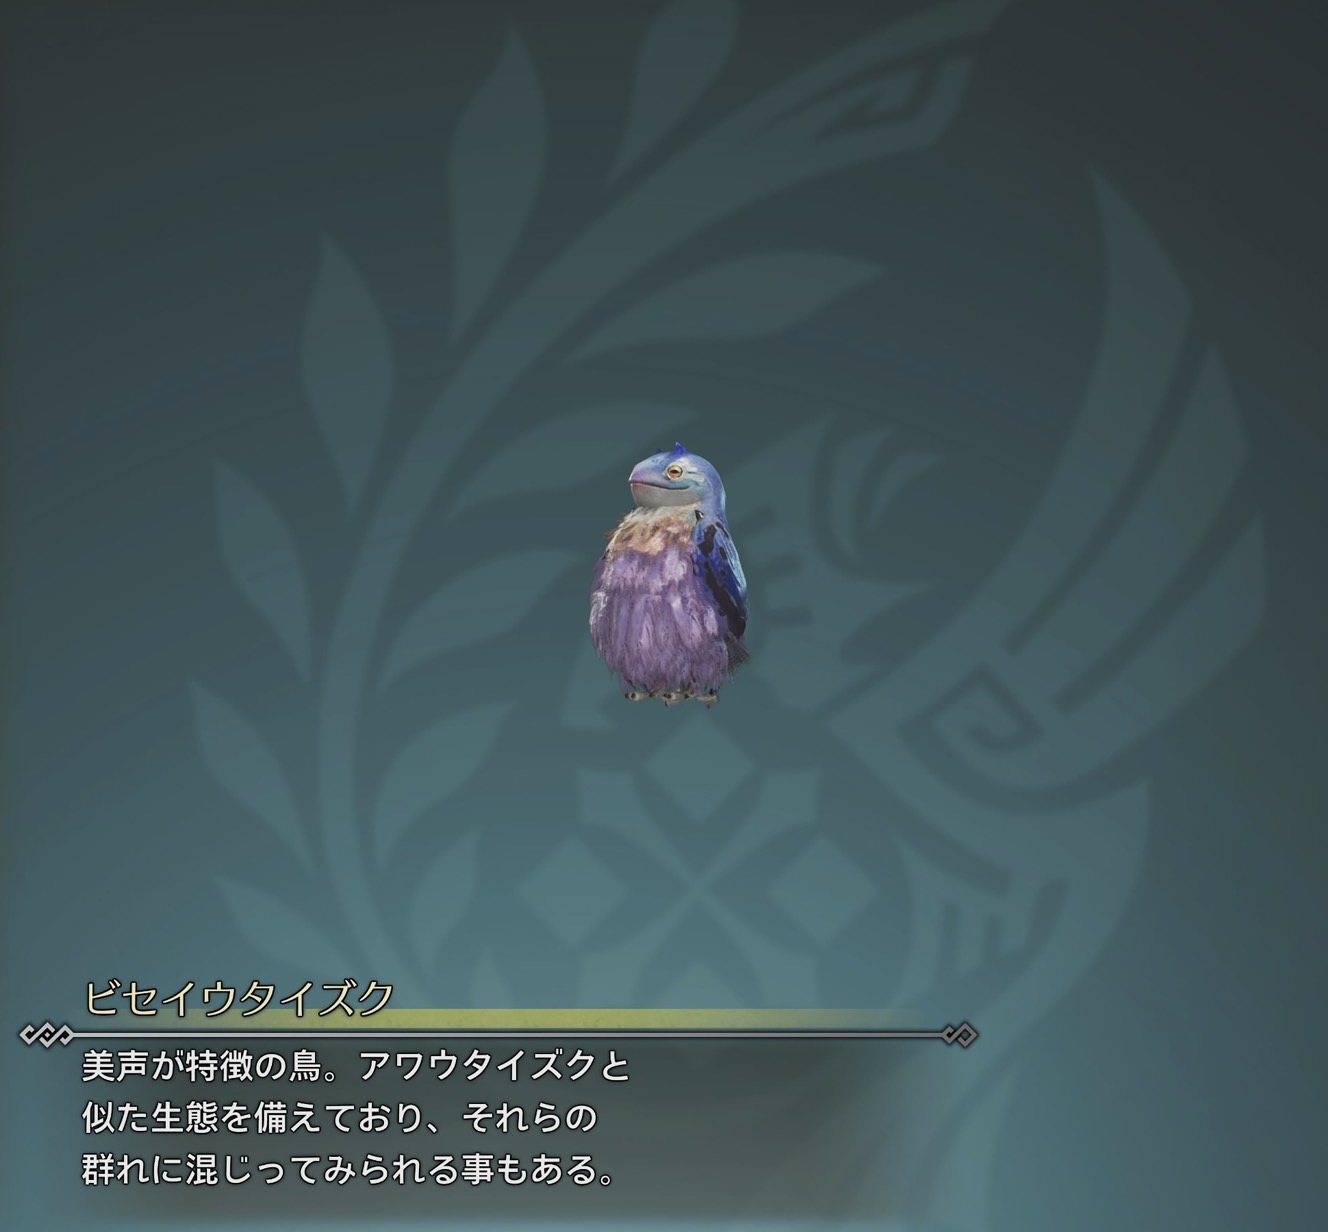 ビセイウタイズク
美声が特徴の鳥。アワウタイズクと
似た生態を備えており、それらの
群れに混じってみられる事もある。